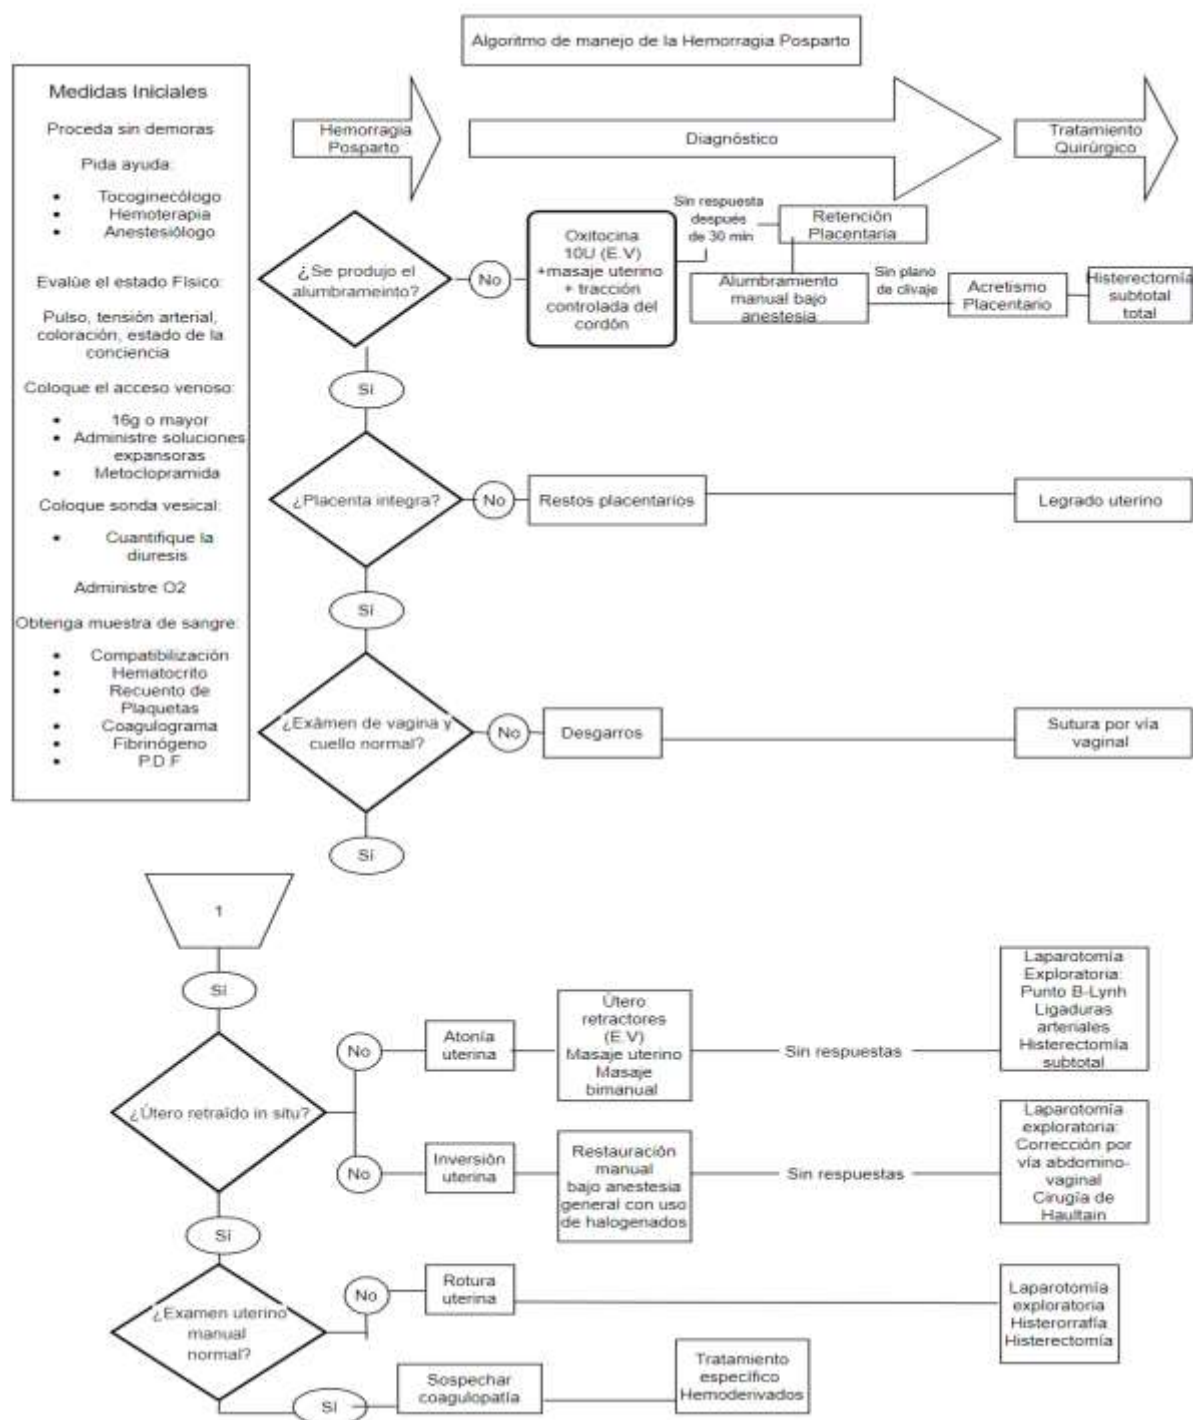 Algoritmo de manejo de la Hemorragia Posparto
Medidas Iniciales
Proceda sin demoras
Pida ayuda:
• Tocoginecólogo
• Hemoterapia
• Anestesiólogo
Evalúe el estado Físico:
Pulso, tensión arterial,
coloración, estado de la
conciencia
Coloque el acceso venoso:
• 16g o mayor
• Administre soluciones
expansoras
• Metoclopramida
Coloque sonda vesical:
• Cuantifique la
diuresis
Administre O2
Obtenga muestra de sangre:
• Compatibilización
• Hematocrito
• Recuento de
Plaquetas
• Coagulograma
• Fibrinógeno
• P.D.F
Hemorragia
Posparto
Diagnóstico
Tratamiento
Quirúrgico
¿Se produjo el
alumbrameinto?
No
Oxitocina
10U (E.V)
+masaje uterino
+ tracción
controlada del
cordón
Sin respuesta
después
de 30 min
Retención
Placentaria
Alumbramiento
manual bajo
anestesia
Sin plano
de clivaje
Acretismo
Placentario
Histerectomía
subtotal
total
Sí
¿Placenta integra?
No
Restos placentarios
Legrado uterino
Sí
¿Exámen de vagina y
cuello normal?
No
Desgarros
Sutura por vía
vaginal
Sí
1
Sí
¿Útero retraído in situ?
No
Atonía
uterina
Útero
retractores
(E.V)
Masaje uterino
Masaje
bimanual
Sin respuestas
Laparotomía
Exploratoria:
Punto B-Lynh
Ligaduras
arteriales
Histerectomía
subtotal
No
Inversión
uterina
Restauración
manual
bajo anestesia
general con uso
de halogenados
Sin respuestas
Laparotomía
exploratoria:
Corrección por
vía abdomino-
vaginal
Cirugía de
Haultain
Sí
¿Examen uterino
manual
normal?
No
Rotura
uterina
Laparotomía
exploratoria
Histerorrafía
Histerectomía
Sí
Sospechar
coagulopatía
Tratamiento
específico
Hemoderivados